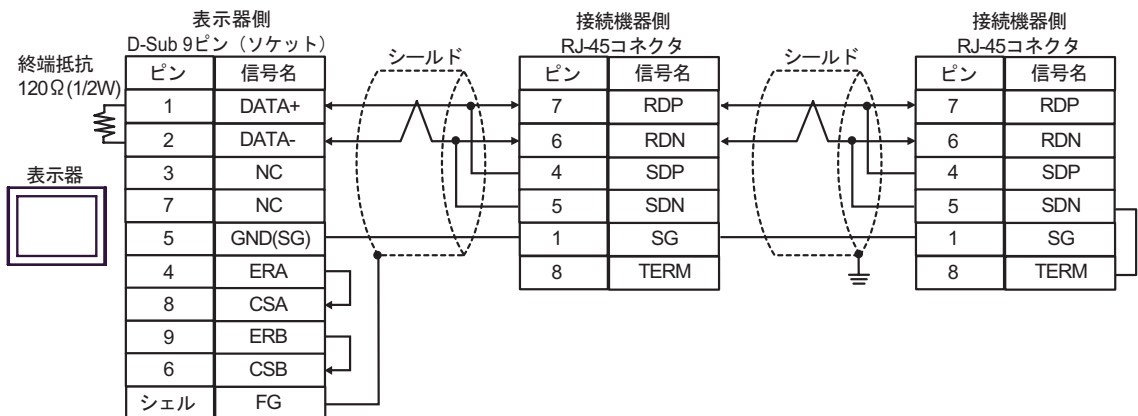 表示器側
D-Sub 9ピン（ソケット）
終端抵抗
120Ω(1/2W)
ピン 信号名
1 DATA+
2 DATA-
3 NC
7 NC
5 GND(SG)
4 ERA
8 CSA
9 ERB
6 CSB
シェル FG
表示器
シールド
接続機器側
RJ-45コネクタ
ピン 信号名
7 RDP
6 RDN
4 SDP
5 SDN
1 SG
8 TERM
シールド
接続機器側
RJ-45コネクタ
ピン 信号名
7 RDP
6 RDN
4 SDP
5 SDN
1 SG
8 TERM